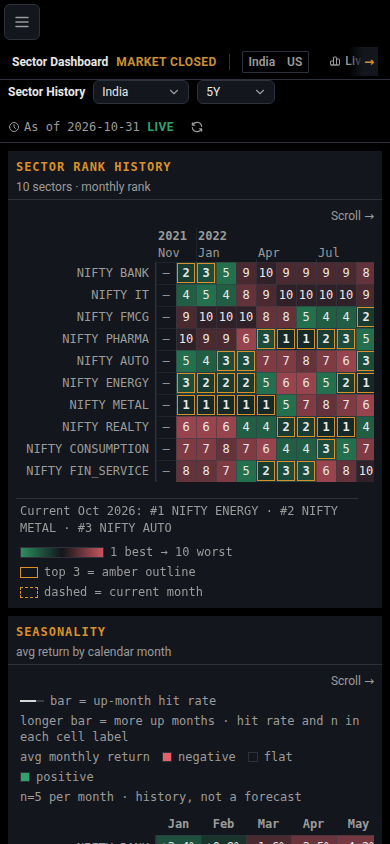 Sector Dashboard MARKET CLOSED India US Liv →
Sector History India 5Y
As of 2026-10-31 LIVE
SECTOR RANK HISTORY
10 sectors · monthly rank
Scroll →
2021 2022
Nov Jan Apr Jul
NIFTY BANK – 2 3 5 9 10 9 9 9 9 8
NIFTY IT – 4 5 4 8 9 10 10 10 10 9
NIFTY FMCG – 9 10 10 10 8 8 5 4 4 2
NIFTY PHARMA – 10 9 9 6 3 1 1 2 3 5
NIFTY AUTO – 5 4 3 3 7 7 8 7 6 3
NIFTY ENERGY – 3 2 2 2 5 6 6 5 2 1
NIFTY METAL – 1 1 1 1 1 5 7 8 7 6
NIFTY REALTY – 6 6 6 4 4 2 2 1 1 4
NIFTY CONSUMPTION – 7 7 8 7 6 4 4 3 5 7
NIFTY FIN_SERVICE – 8 8 7 5 2 3 3 6 8 10
Current Oct 2026: #1 NIFTY ENERGY · #2 NIFTY
METAL · #3 NIFTY AUTO
1 best → 10 worst
top 3 = amber outline
dashed = current month
SEASONALITY
avg return by calendar month
Scroll →
bar = up-month hit rate
longer bar = more up months · hit rate and n in
each cell label
avg monthly return negative flat
positive
n=5 per month · history, not a forecast
Jan Feb Mar Apr May